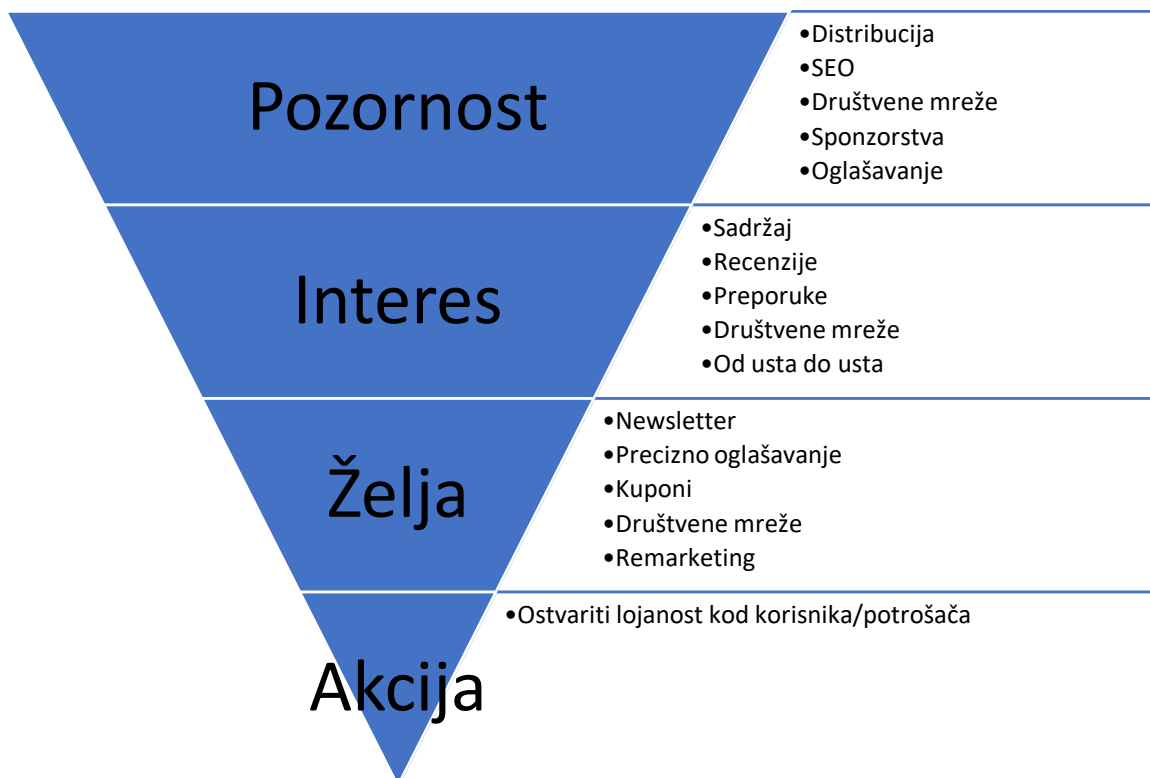 Pozornost
•Distribucija
•SEO
•Društvene mreže
•Sponzorstva
•Oglašavanje
Interes
•Sadržaj
•Recenzije
•Preporuke
•Društvene mreže
•Od usta do usta
Želja
•Newsletter
•Precizno oglašavanje
•Kuponi
•Društvene mreže
•Remarketing
Akcija
•Ostvariti lojanost kod korisnika/potrošača